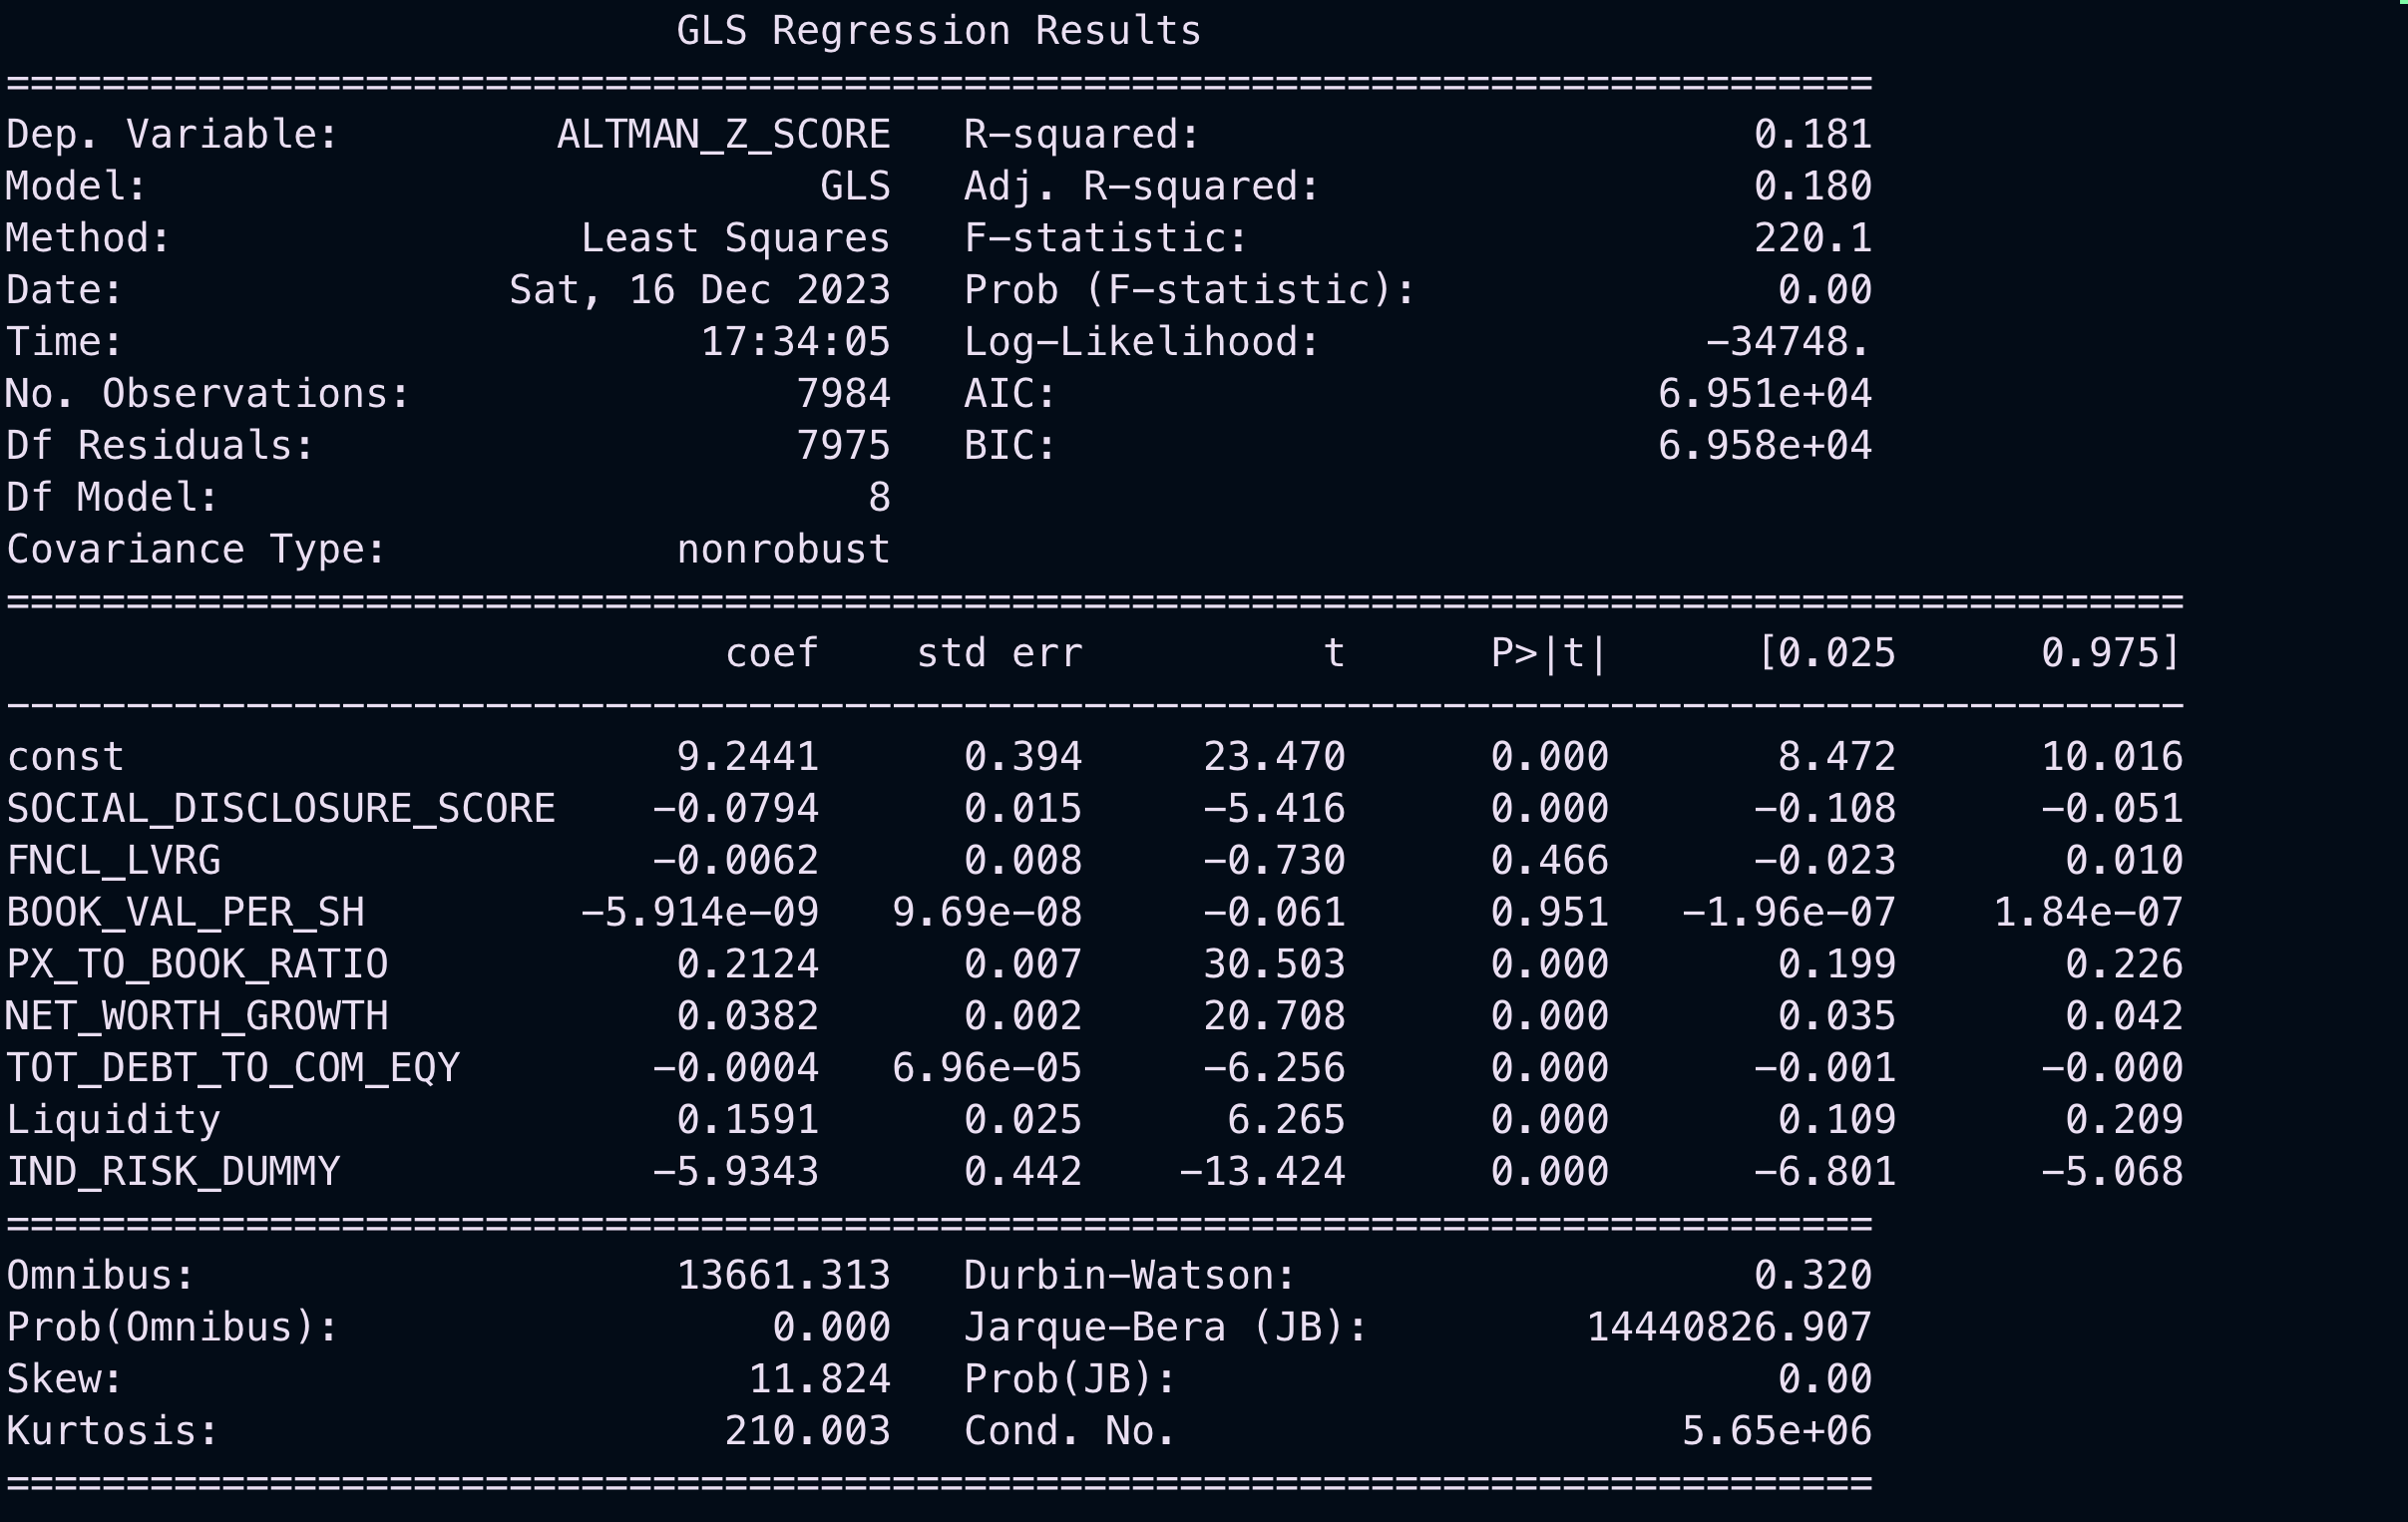 GLS Regression Results
==============================================================================
Dep. Variable: ALTMAN_Z_SCORE R-squared: 0.181
Model: GLS Adj. R-squared: 0.180
Method: Least Squares F-statistic: 220.1
Date: Sat, 16 Dec 2023 Prob (F-statistic): 0.00
Time: 17:34:05 Log-Likelihood: -34748.
No. Observations: 7984 AIC: 6.951e+04
Df Residuals: 7975 BIC: 6.958e+04
Df Model: 8
Covariance Type: nonrobust
===========================================================================================
coef std err t P>|t| [0.025 0.975]
-------------------------------------------------------------------------------------------
const 9.2441 0.394 23.470 0.000 8.472 10.016
SOCIAL_DISCLOSURE_SCORE -0.0794 0.015 -5.416 0.000 -0.108 -0.051
FNCL_LVRG -0.0062 0.008 -0.730 0.466 -0.023 0.010
BOOK_VAL_PER_SH -5.914e-09 9.69e-08 -0.061 0.951 -1.96e-07 1.84e-07
PX_TO_BOOK_RATIO 0.2124 0.007 30.503 0.000 0.199 0.226
NET_WORTH_GROWTH 0.0382 0.002 20.708 0.000 0.035 0.042
TOT_DEBT_TO_COM_EQY -0.0004 6.96e-05 -6.256 0.000 -0.001 -0.000
Liquidity 0.1591 0.025 6.265 0.000 0.109 0.209
IND_RISK_DUMMY -5.9343 0.442 -13.424 0.000 -6.801 -5.068
==============================================================================
Omnibus: 13661.313 Durbin-Watson: 0.320
Prob(Omnibus): 0.000 Jarque-Bera (JB): 14440826.907
Skew: 11.824 Prob(JB): 0.00
Kurtosis: 210.003 Cond. No. 5.65e+06
==============================================================================